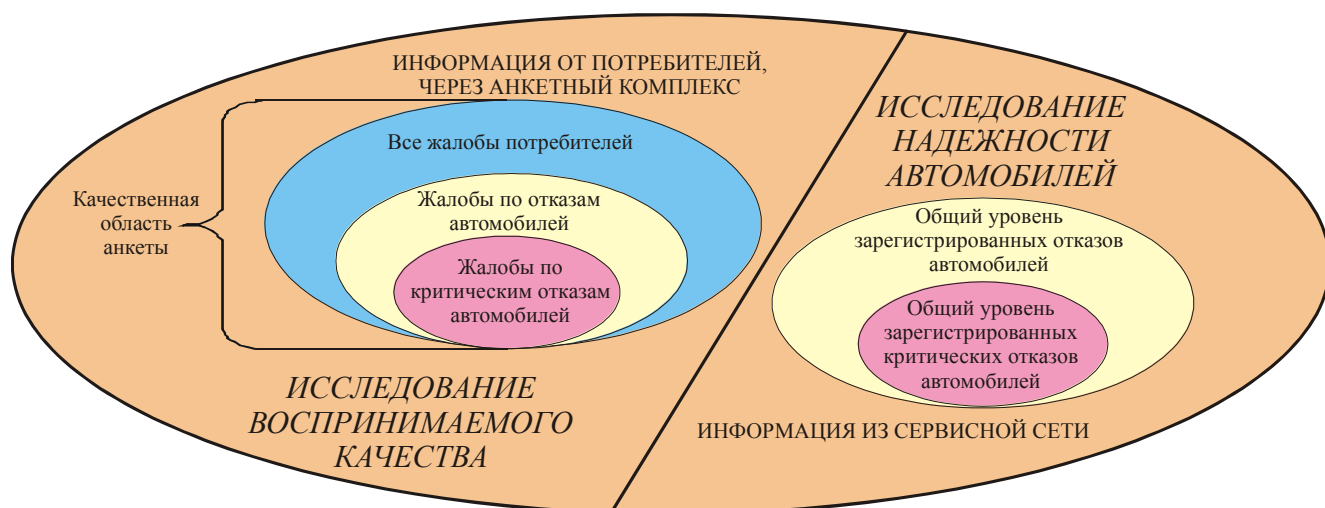 ИНФОРМАЦИЯ ОТ ПОТРЕБИТЕЛЕЙ,
ЧЕРЕЗ АНКЕТНЫЙ КОМПЛЕКС
Все жалобы потребителей
Жалобы по отказам
автомобилей
Жалобы по
критическим отказам
автомобилей
Качественная
область
анкеты
ИССЛЕДОВАНИЕ
ВОСПРИНИМАЕМОГО
КАЧЕСТВА
ИССЛЕДОВАНИЕ
НАДЕЖНОСТИ
АВТОМОБИЛЕЙ
Общий уровень
зарегистрированных отказов
автомобилей
Общий уровень
зарегистрированных
критических отказов
автомобилей
ИНФОРМАЦИЯ ИЗ СЕРВИСНОЙ СЕТИ